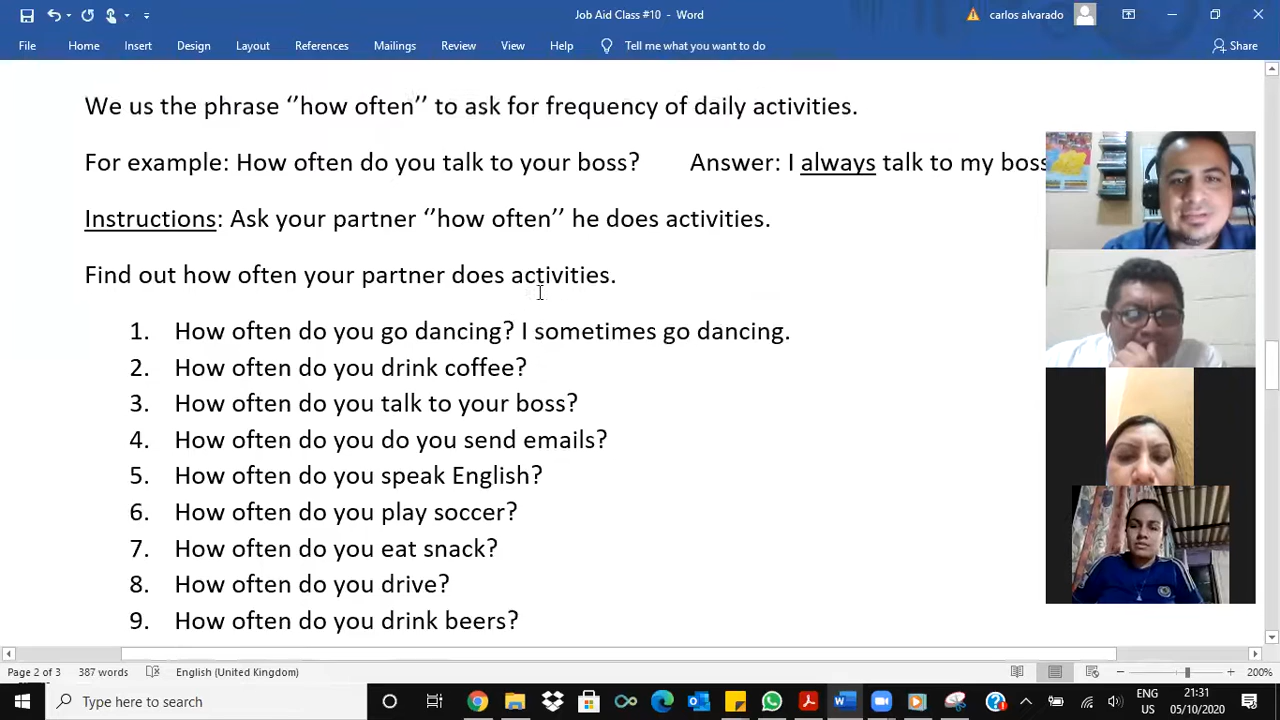 Job Aid Class #10 - Word
carlos alvarado
File Home Insert Design Layout References Mailings Review View Help Tell me what you want to do Share
We us the phrase ‘’how often’’ to ask for frequency of daily activities.
For example: How often do you talk to your boss? Answer: I always talk to my boss
Instructions: Ask your partner ‘’how often’’ he does activities.
Find out how often your partner does activities.
1. How often do you go dancing? I sometimes go dancing.
2. How often do you drink coffee?
3. How often do you talk to your boss?
4. How often do you do you send emails?
5. How often do you speak English?
6. How often do you play soccer?
7. How often do you eat snack?
8. How often do you drive?
9. How often do you drink beers?
Page 2 of 3 387 words English (United Kingdom) 200%
Type here to search
ENG 21:31
US 05/10/2020